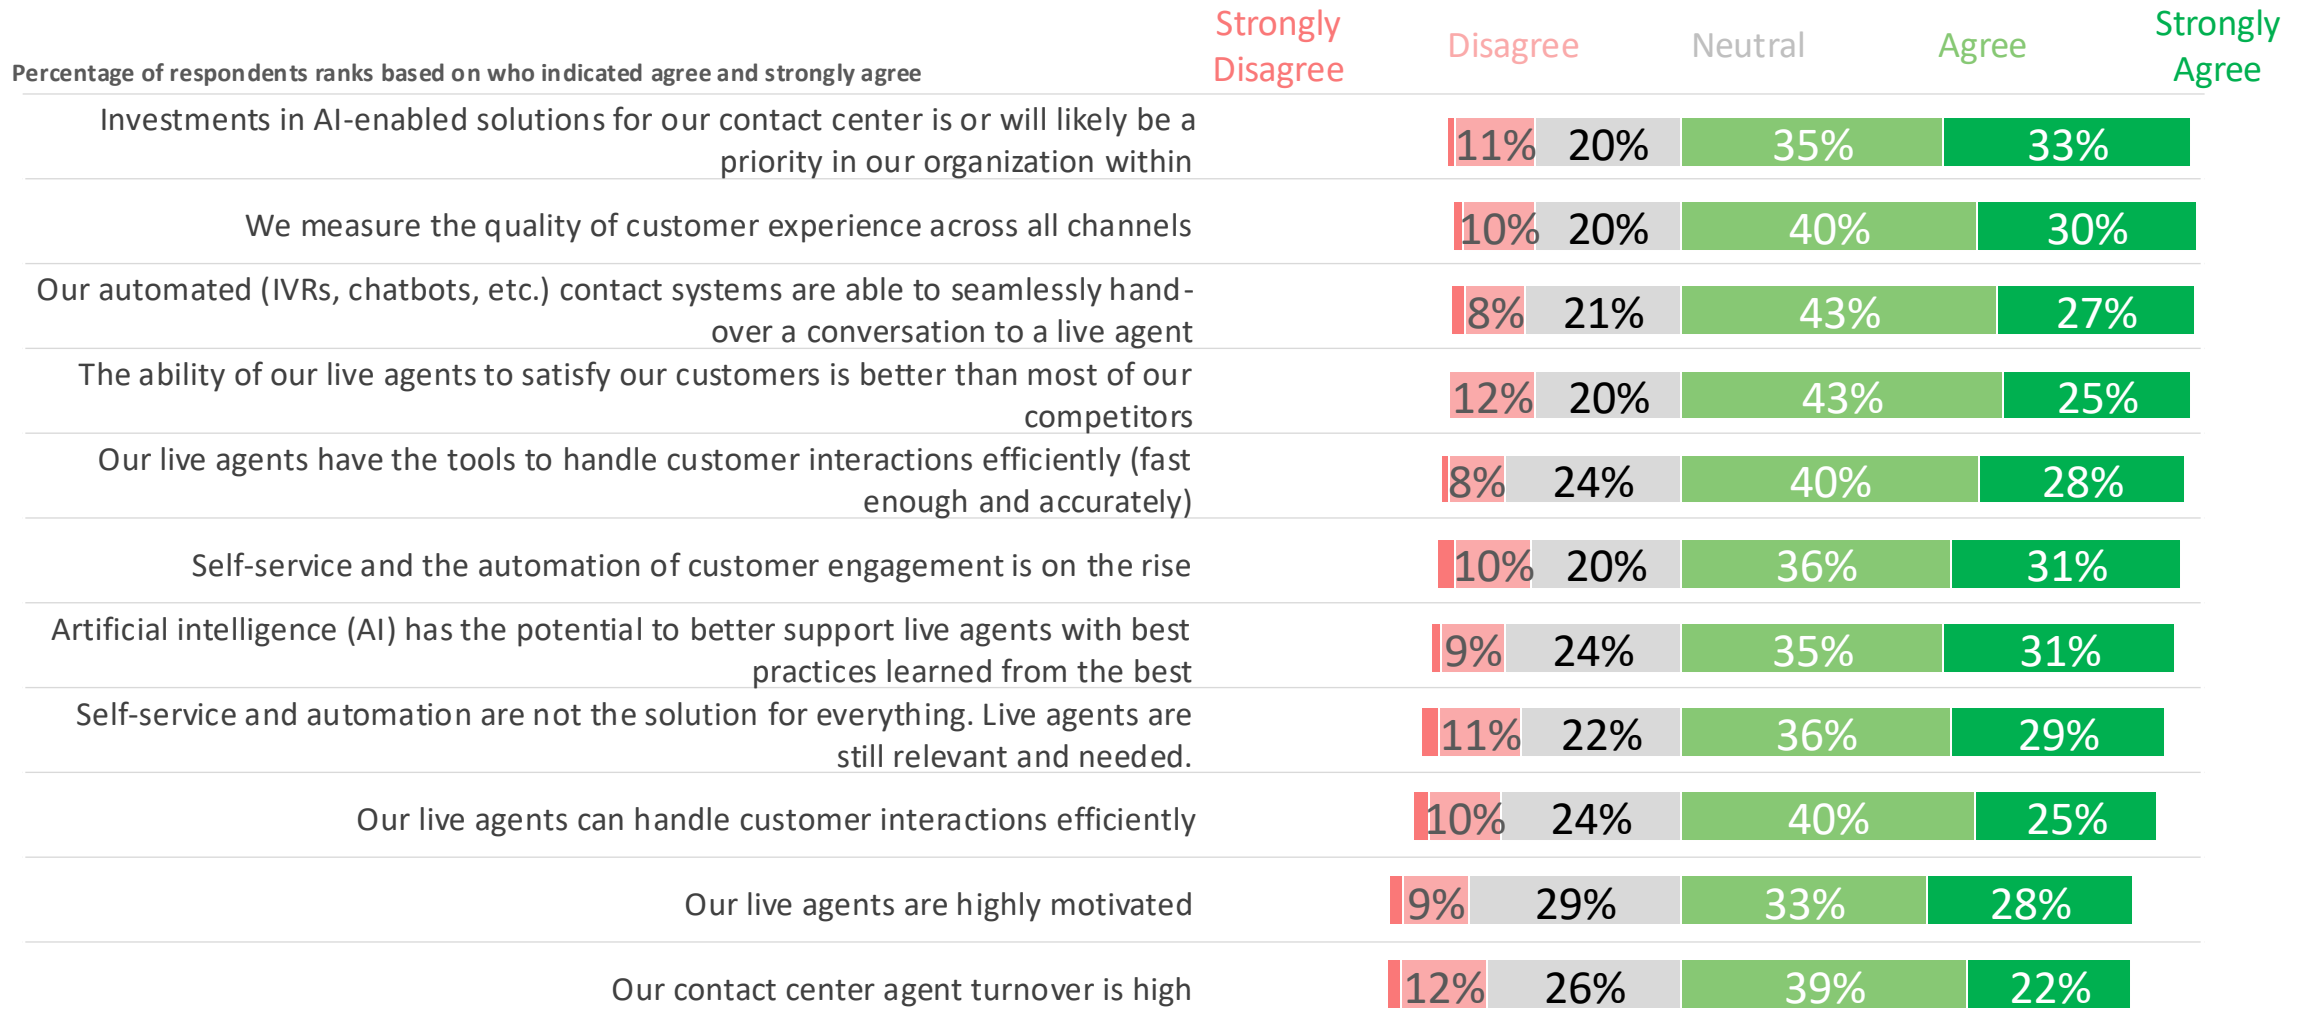 Strongly
Disagree
Disagree
Neutral
Agree
Strongly
Agree
Percentage of respondents ranks based on who indicated agree and strongly agree
Investments in AI-enabled solutions for our contact center is or will likely be a
priority in our organization within
11% 20% 35% 33%
We measure the quality of customer experience across all channels
10% 20% 40% 30%
Our automated (IVRs, chatbots, etc.) contact systems are able to seamlessly hand-
over a conversation to a live agent
8% 21% 43% 27%
The ability of our live agents to satisfy our customers is better than most of our
competitors
12% 20% 43% 25%
Our live agents have the tools to handle customer interactions efficiently (fast
enough and accurately)
8% 24% 40% 28%
Self-service and the automation of customer engagement is on the rise
10% 20% 36% 31%
Artificial intelligence (AI) has the potential to better support live agents with best
practices learned from the best
9% 24% 35% 31%
Self-service and automation are not the solution for everything. Live agents are
still relevant and needed.
11% 22% 36% 29%
Our live agents can handle customer interactions efficiently
10% 24% 40% 25%
Our live agents are highly motivated
9% 29% 33% 28%
Our contact center agent turnover is high
12% 26% 39% 22%